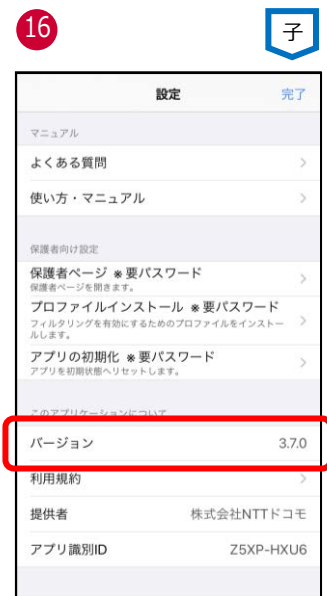 16
子
設定
完了
マニュアル
よくある質問
使い方・マニュアル
保護者向け設定
保護者ページ ※要パスワード
保護者ページを開きます。
プロファイルインストール ※要パスワード
フィルタリングを有効にするためのプロファイルをインストー
ルします。
アプリの初期化 ※要パスワード
アプリを初期状態へリセットします。
このアプリケーションについて
バージョン 3.7.0
利用規約
提供者 株式会社NTTドコモ
アプリ識別ID Z5XP-HXU6